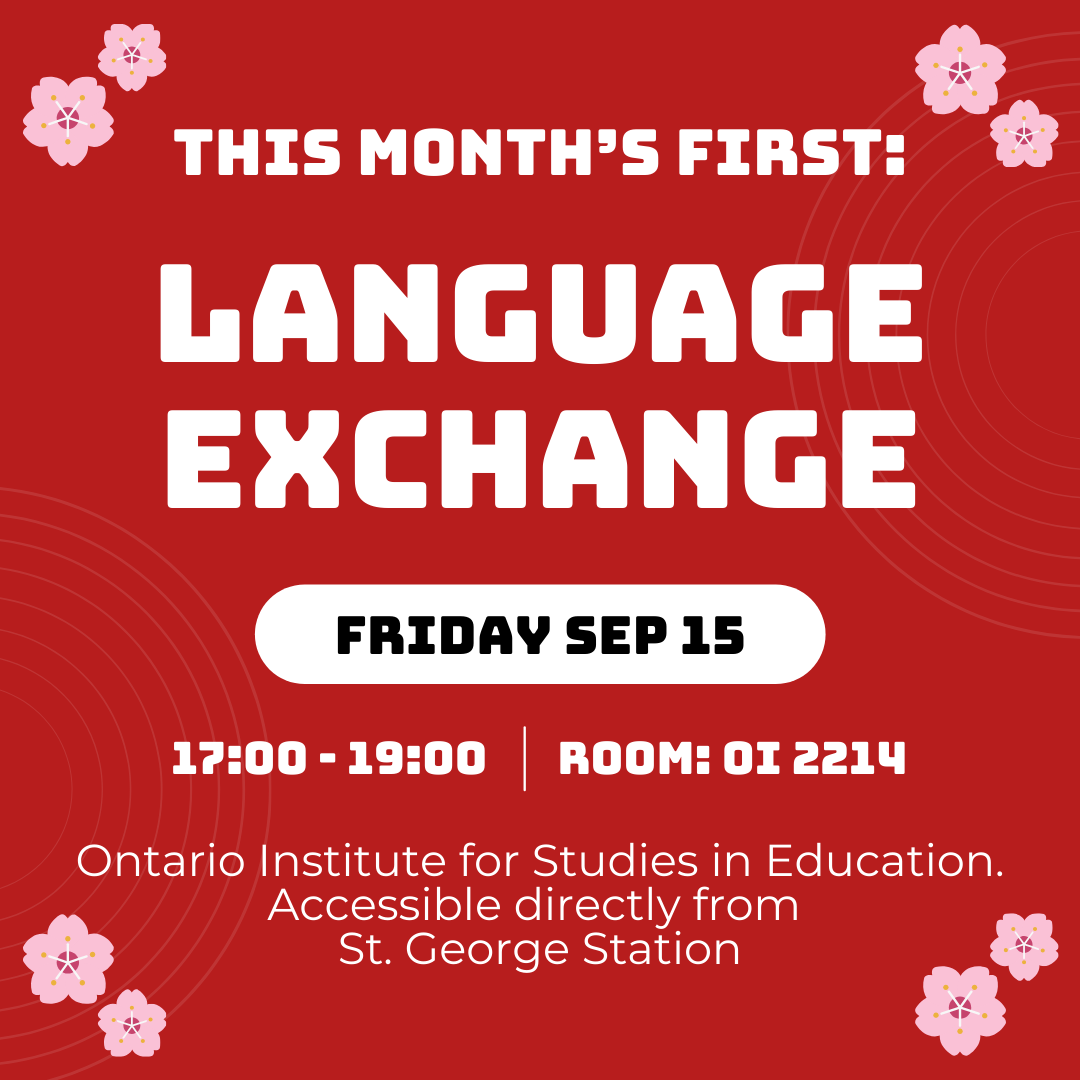 THIS MONTH’S FIRST:
LANGUAGE
EXCHANGE
FRIDAY SEP 15
17:00 - 19:00
ROOM: OI 2214
Ontario Institute for Studies in Education.
Accessible directly from
St. George Station